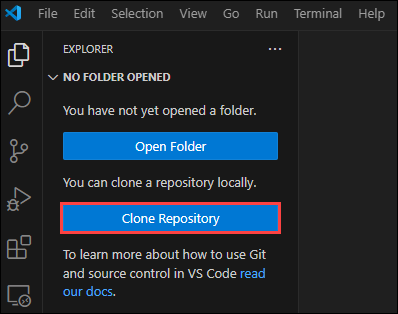 File Edit Selection View Go Run Terminal Help
EXPLORER
NO FOLDER OPENED
You have not yet opened a folder.
Open Folder
You can clone a repository locally.
Clone Repository
To learn more about how to use Git
and source control in VS Code read
our docs.